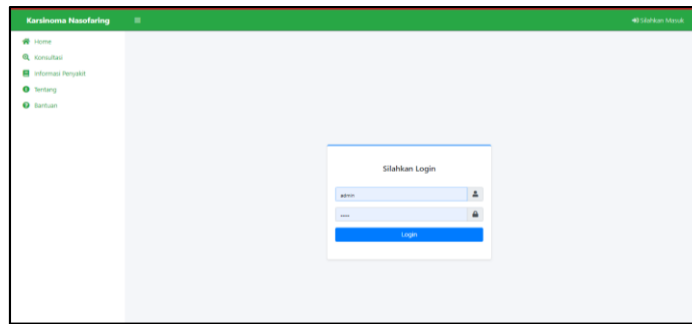 Karsinoma Nasofaring
Silahkan Masuk
Home
Konsultasi
Informasi Penyakit
Tentang
Bantuan
Silahkan Login
admin
Login